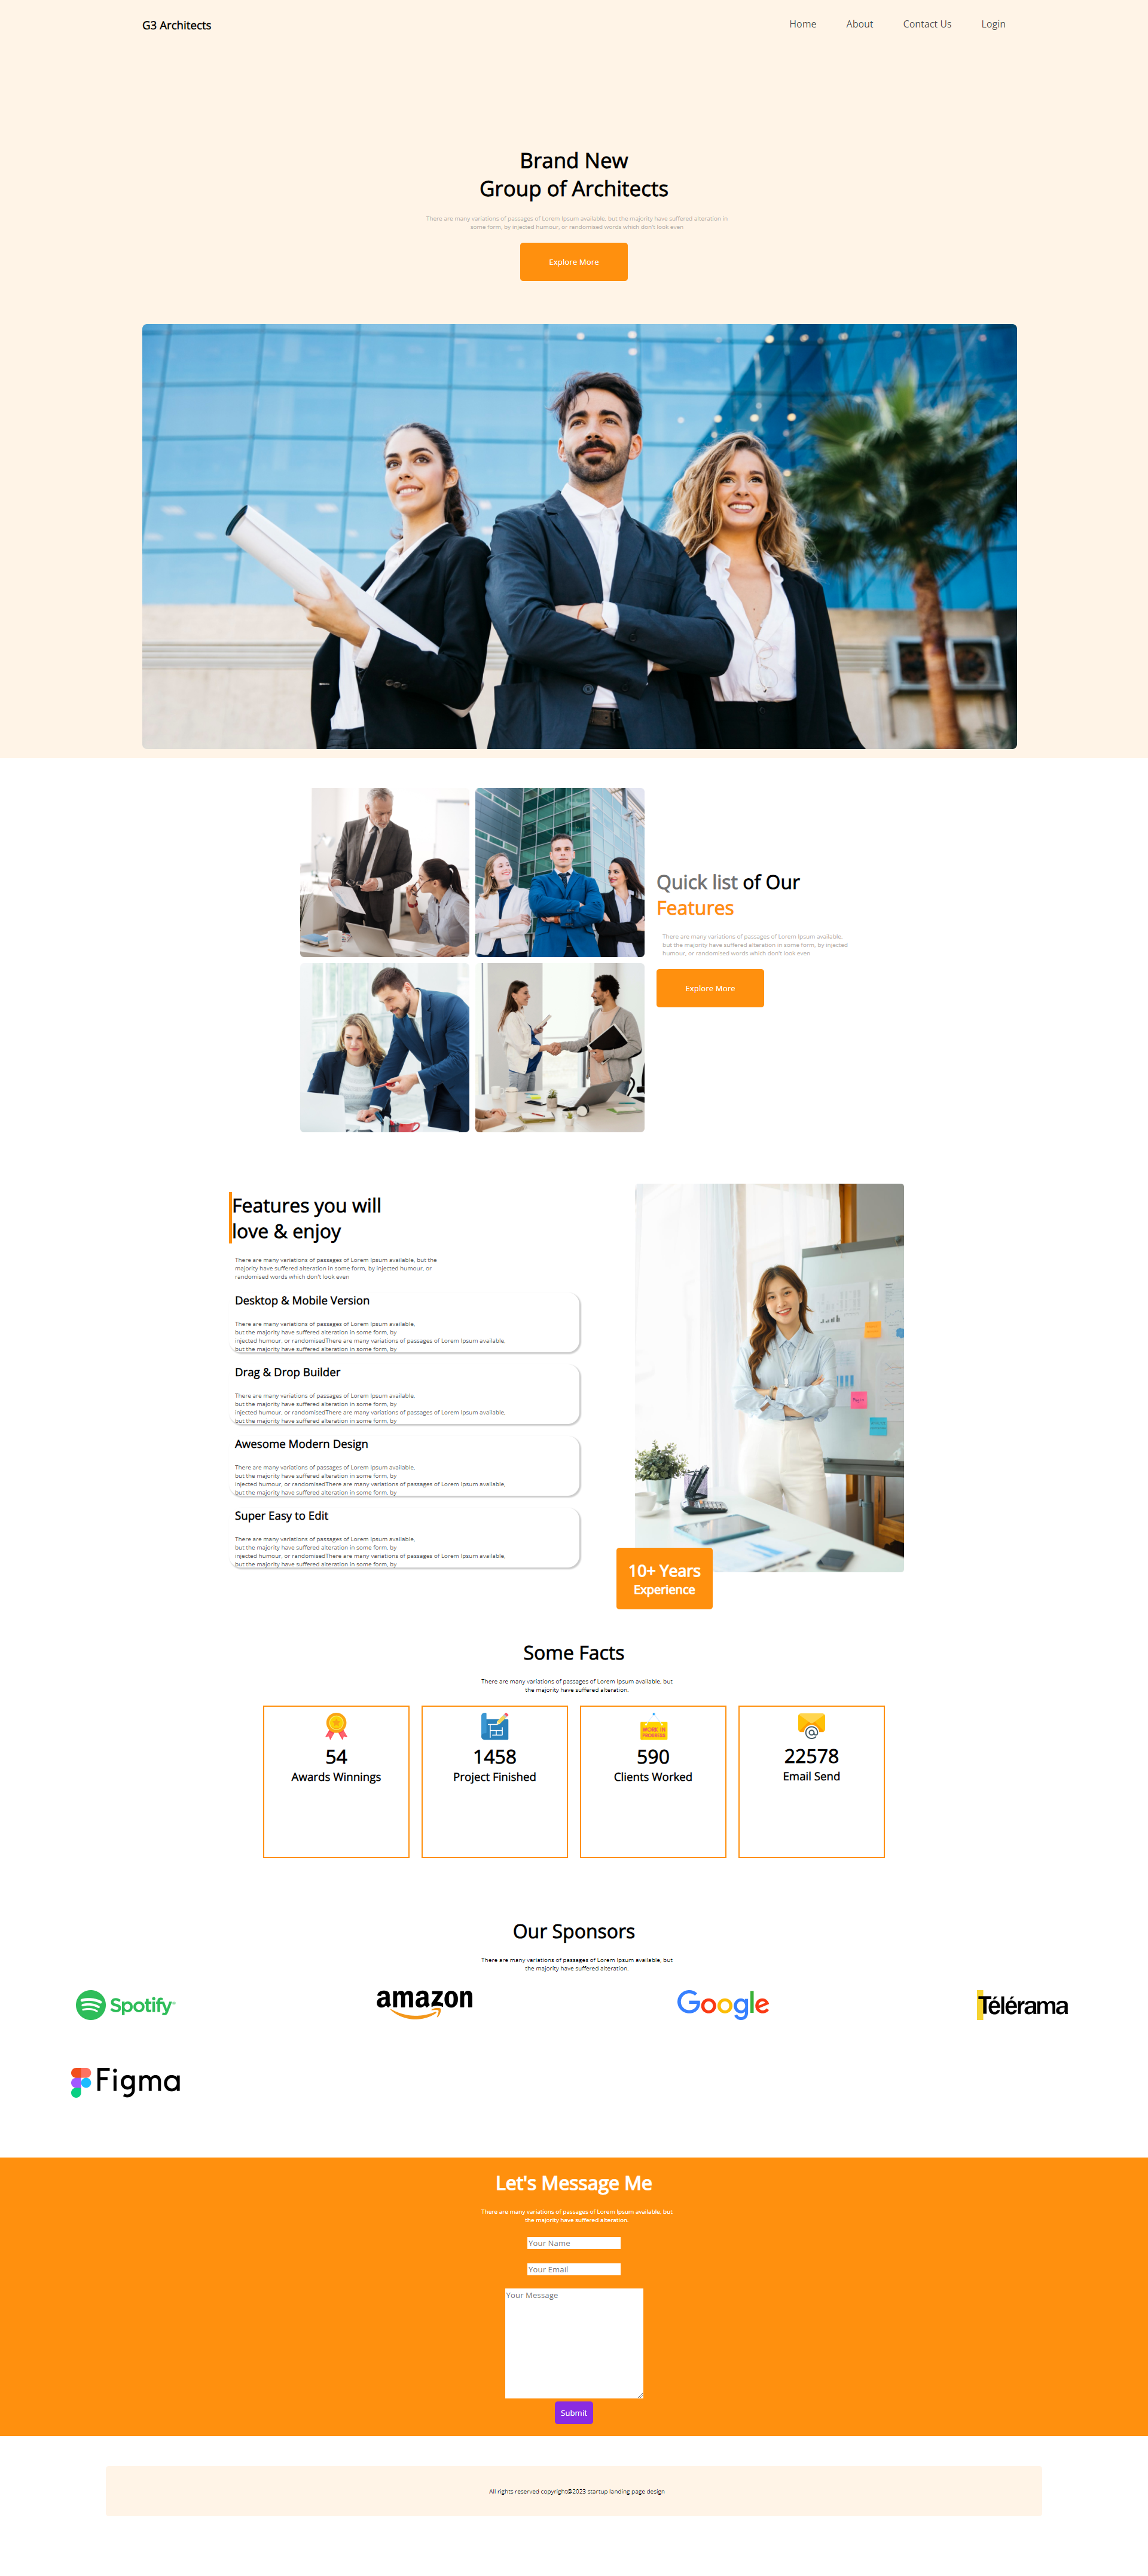 G3 Architects
Home About Contact Us Login
Brand New
Group of Architects
There are many variations of passages of Lorem Ipsum available, but the majority have suffered alteration in
some form, by injected humour, or randomised words which don't look even
Explore More
Quick list of Our
Features
There are many variations of passages of Lorem Ipsum available,
but the majority have suffered alteration in some form, by injected
humour, or randomised words which don't look even
Explore More
Features you will
love & enjoy
There are many variations of passages of Lorem Ipsum available, but the
majority have suffered alteration in some form, by injected humour, or
randomised words which don't look even
Desktop & Mobile Version
There are many variations of passages of Lorem Ipsum available,
but the majority have suffered alteration in some form, by
injected humour, or randomisedThere are many variations of passages of Lorem Ipsum available,
but the majority have suffered alteration in some form, by
Drag & Drop Builder
There are many variations of passages of Lorem Ipsum available,
but the majority have suffered alteration in some form, by
injected humour, or randomisedThere are many variations of passages of Lorem Ipsum available,
but the majority have suffered alteration in some form, by
Awesome Modern Design
There are many variations of passages of Lorem Ipsum available,
but the majority have suffered alteration in some form, by
injected humour, or randomisedThere are many variations of passages of Lorem Ipsum available,
but the majority have suffered alteration in some form, by
Super Easy to Edit
There are many variations of passages of Lorem Ipsum available,
but the majority have suffered alteration in some form, by
injected humour, or randomisedThere are many variations of passages of Lorem Ipsum available,
but the majority have suffered alteration in some form, by
10+ Years
Experience
Some Facts
There are many variations of passages of Lorem Ipsum available, but
the majority have suffered alteration.
WORK IN
PROGRESS
54 1458 590 22578
Awards Winnings Project Finished Clients Worked Email Send
Our Sponsors
There are many variations of passages of Lorem Ipsum available, but
the majority have suffered alteration.
Spotify amazon Google Télérama
Figma
Let's Message Me
There are many variations of passages of Lorem Ipsum available, but
the majority have suffered alteration.
Your Name
Your Email
Your Message
Submit
All rights reserved copyright@2023 startup landing page design